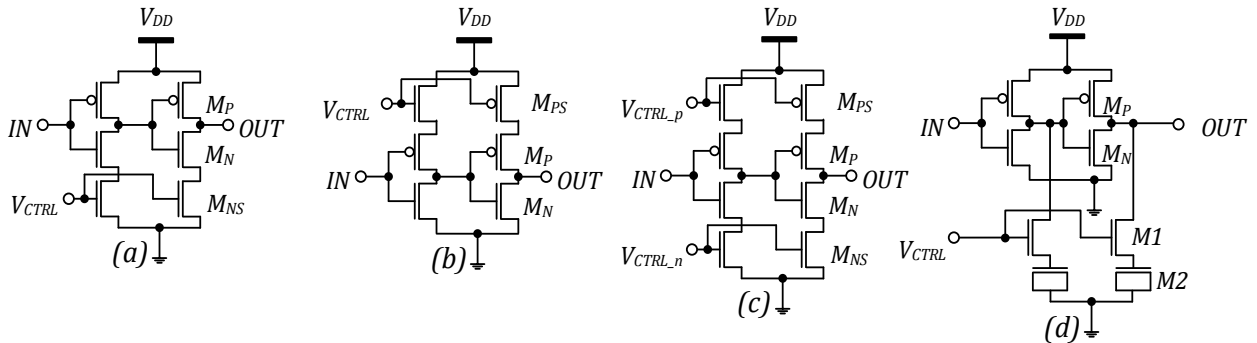 VDD
IN
MP
OUT
MN
VCTRL
MNS
(a)
VDD
VCTRL
MPS
IN
MP
OUT
MN
(b)
VDD
VCTRL_p
MPS
IN
MP
OUT
MN
VCTRL_n
MNS
(c)
VDD
IN
MP
OUT
MN
VCTRL
M1
M2
(d)